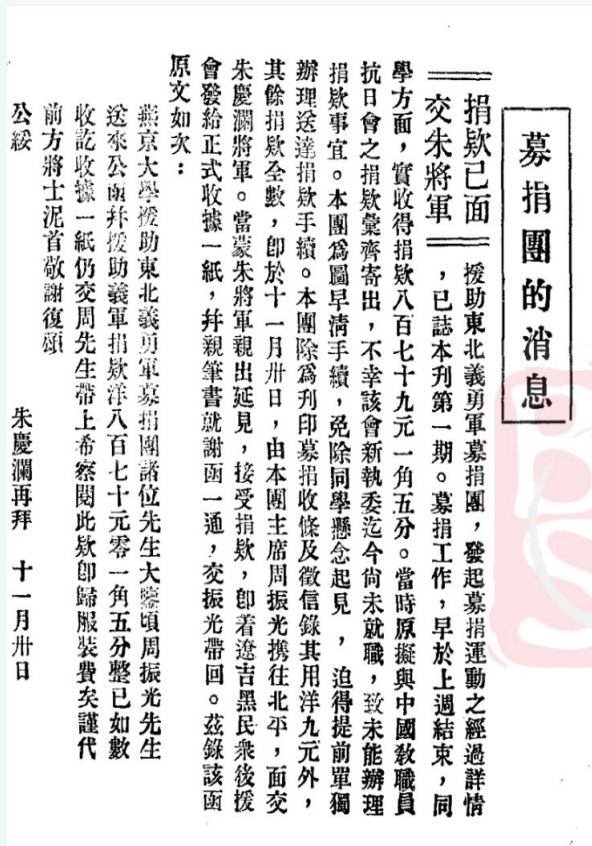 募捐團的消息
捐欵已面
交朱將軍
援助東北義勇軍募捐團，發起募捐運動之經過詳情
，已誌本刊第一期。募捐工作，早於上週結束，同
學方面，實收得捐欵八百七十九元一角五分。當時原擬與中國教職員
抗日會之捐欵彙齊寄出，不幸該會新執委迄今尚未就職，致未能辦理
捐欵事宜。本團爲圖早清手續，免除同學懸念起見，迫得提前單獨
辦理送達捐欵手續。本團除爲刋印募捐收條及徵信錄其用洋九元外，
其餘捐欵全數，卽於十一月卅日，由本團主席周振光携往北平，面交
朱慶瀾將軍。當蒙朱將軍親出延見，接受捐欵，卽着遼吉黑民衆後援
會發給正式收據一紙，幷親筆書就謝函一通，交振光帶回。茲錄該函
原文如次：
燕京大學援助東北義勇軍募捐團諸位先生大鑒頃周振光先生
送來公函幷援助義軍捐欵洋八百七十元零一角五分整已如數
收訖收據一紙仍交周先生帶上希察閱此欵卽歸服裝費矣謹代
前方將士泥首敬謝復頌
公綏
朱慶瀾再拜 十一月卅日